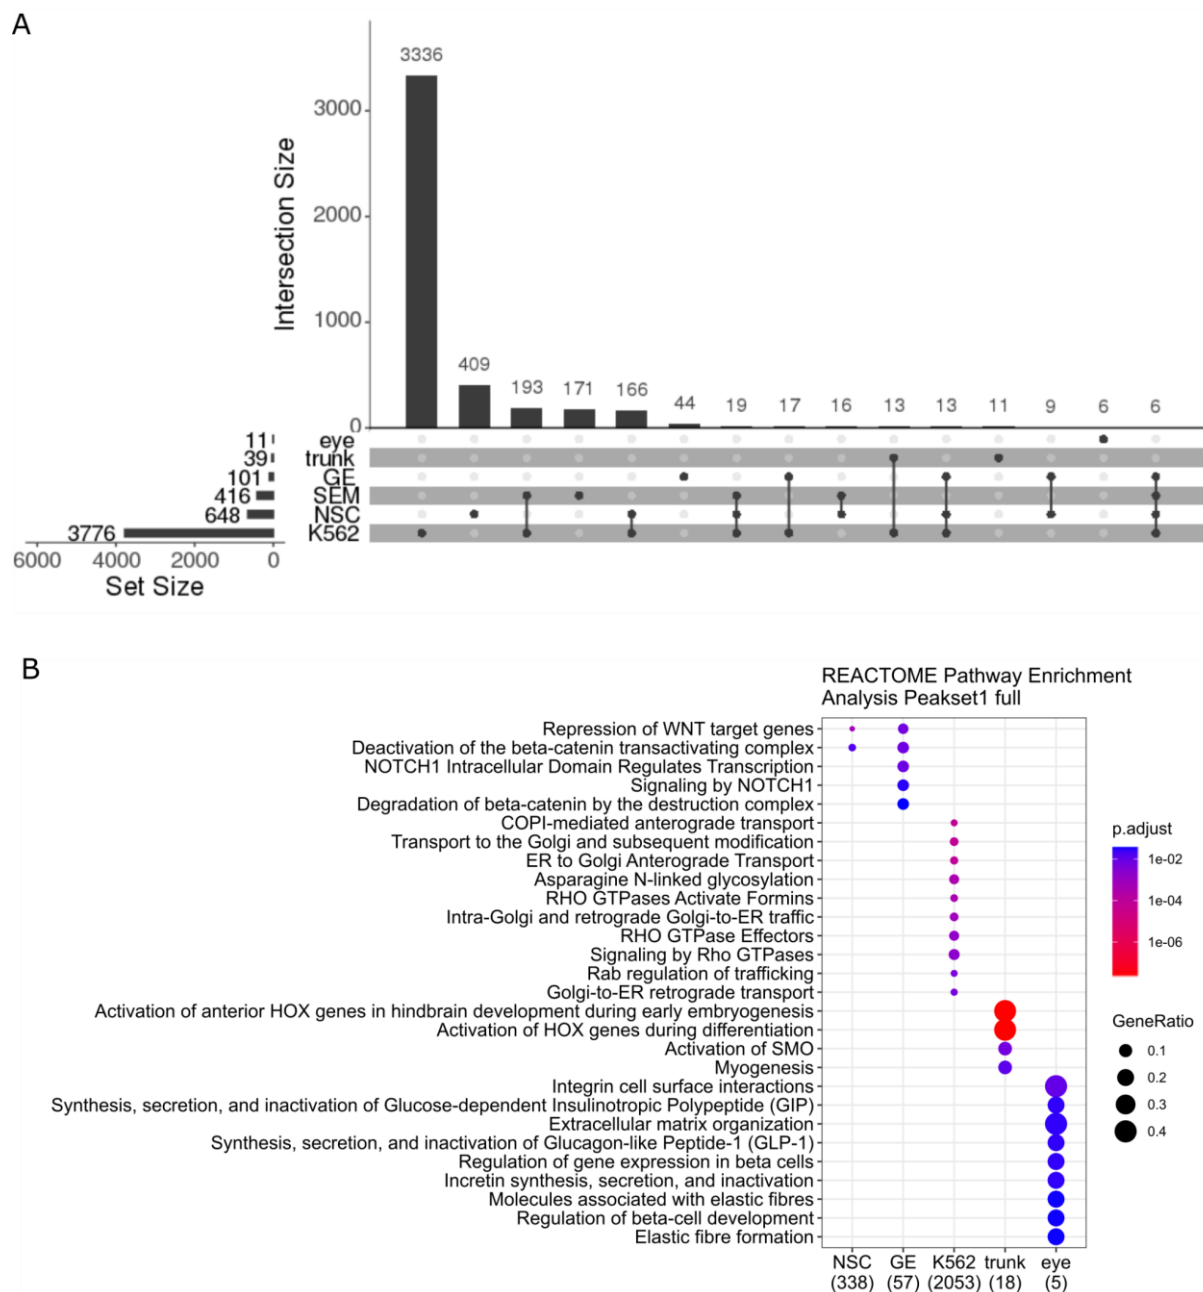 A
3336
3000
Intersection Size
2000
1000
409
193 171 166 44 19 17 16 13 13 11 9 6 6
0
11 eye
39 trunk
101 GE
416 SEM
648 NSC
3776 K562
6000 4000 2000 0
Set Size
B
REACTOME Pathway Enrichment
Analysis Peakset1 full
Repression of WNT target genes
Deactivation of the beta-catenin transactivating complex
NOTCH1 Intracellular Domain Regulates Transcription
Signaling by NOTCH1
Degradation of beta-catenin by the destruction complex
COPI-mediated anterograde transport
Transport to the Golgi and subsequent modification
ER to Golgi Anterograde Transport
Asparagine N-linked glycosylation
RHO GTPases Activate Formins
Intra-Golgi and retrograde Golgi-to-ER traffic
RHO GTPase Effectors
Signaling by Rho GTPases
Rab regulation of trafficking
Golgi-to-ER retrograde transport
Activation of anterior HOX genes in hindbrain development during early embryogenesis
Activation of HOX genes during differentiation
Activation of SMO
Myogenesis
Integrin cell surface interactions
Synthesis, secretion, and inactivation of Glucose-dependent Insulinotropic Polypeptide (GIP)
Extracellular matrix organization
Synthesis, secretion, and inactivation of Glucagon-like Peptide-1 (GLP-1)
Regulation of gene expression in beta cells
Incretin synthesis, secretion, and inactivation
Molecules associated with elastic fibres
Regulation of beta-cell development
Elastic fibre formation
NSC GE K562 trunk eye
(338) (57) (2053) (18) (5)
p.adjust
1e-02
1e-04
1e-06
GeneRatio
0.1
0.2
0.3
0.4